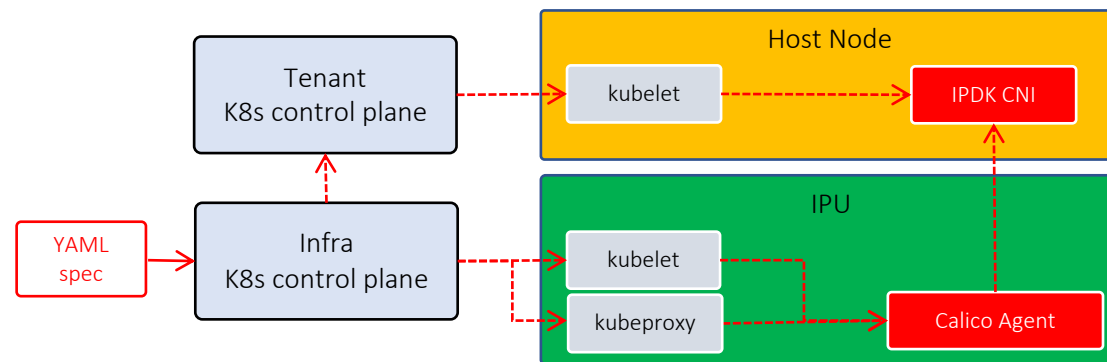 Host Node
Tenant
K8s control plane
kubelet
IPDK CNI
IPU
YAML
spec
Infra
K8s control plane
kubelet
kubeproxy
Calico Agent